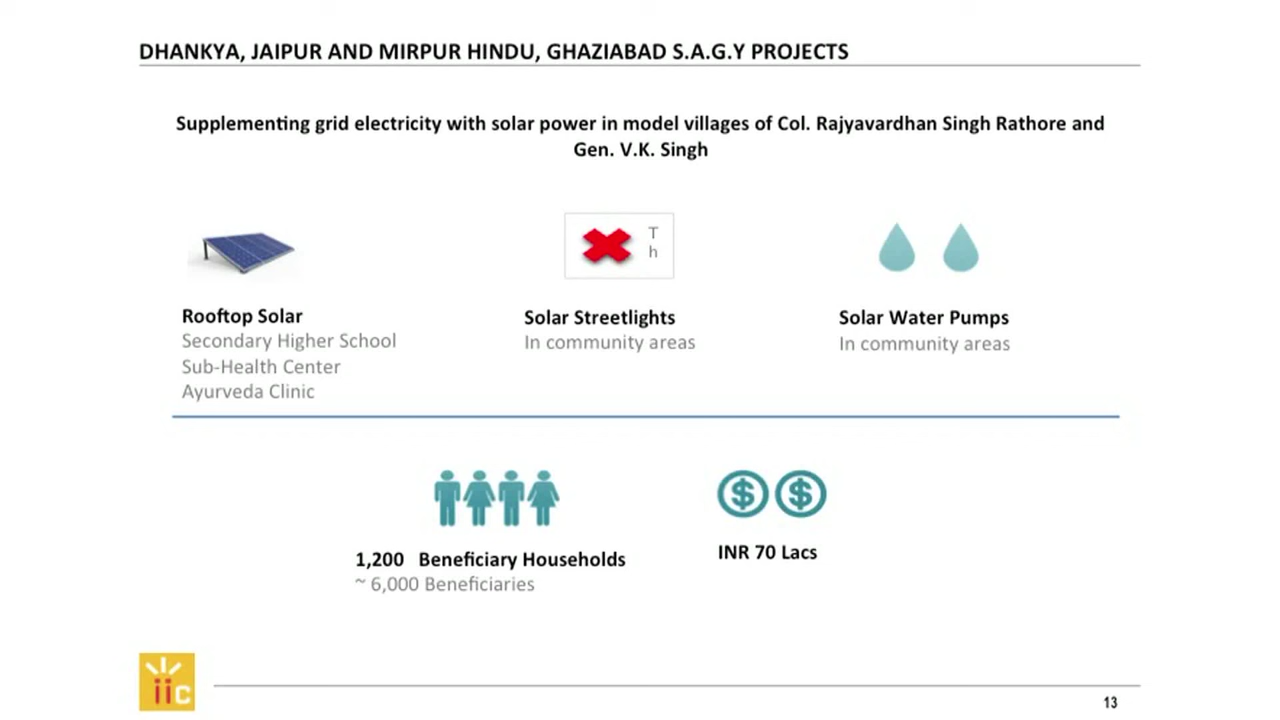 DHANKYA, JAIPUR AND MIRPUR HINDU, GHAZIABAD S.A.G.Y PROJECTS
Supplementing grid electricity with solar power in model villages of Col. Rajyavardhan Singh Rathore and
Gen. V.K. Singh
T
h
Rooftop Solar
Secondary Higher School
Sub-Health Center
Ayurveda Clinic
Solar Streetlights
In community areas
Solar Water Pumps
In community areas
1,200 Beneficiary Households
~ 6,000 Beneficiaries
$ $
INR 70 Lacs
iic
13